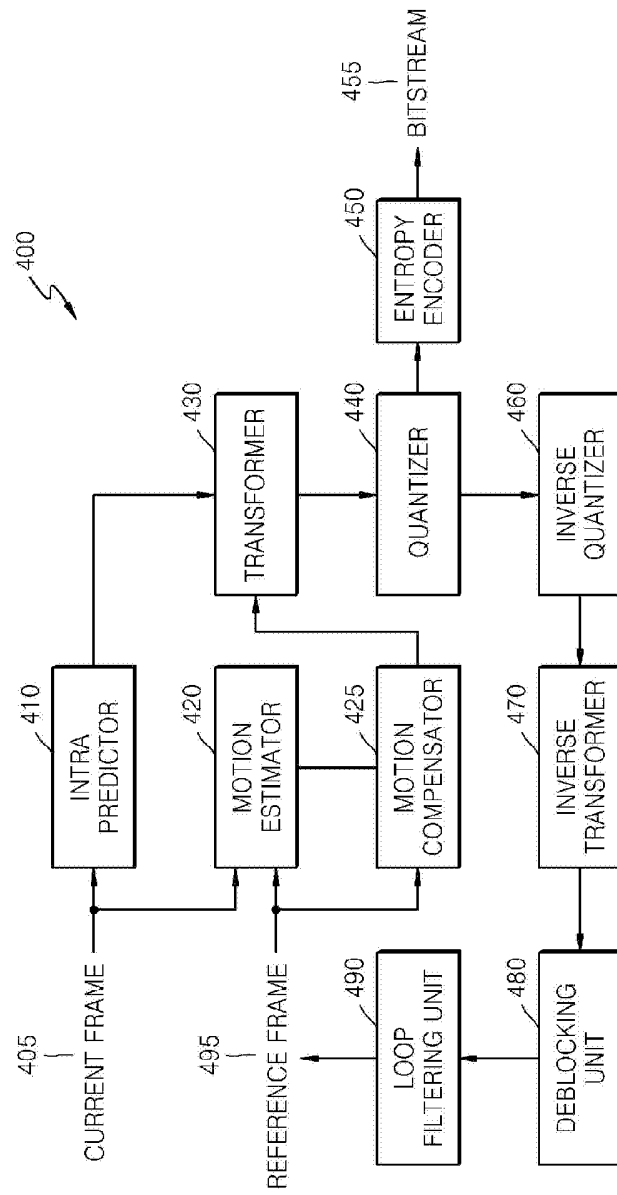 400
405
CURRENT FRAME
410
INTRA
PREDICTOR
495
REFERENCE FRAME
420
MOTION
ESTIMATOR
425
MOTION
COMPENSATOR
430
TRANSFORMER
440
QUANTIZER
450
ENTROPY
ENCODER
455
BITSTREAM
460
INVERSE
QUANTIZER
470
INVERSE
TRANSFORMER
480
DEBLOCKING
UNIT
490
LOOP
FILTERING UNIT